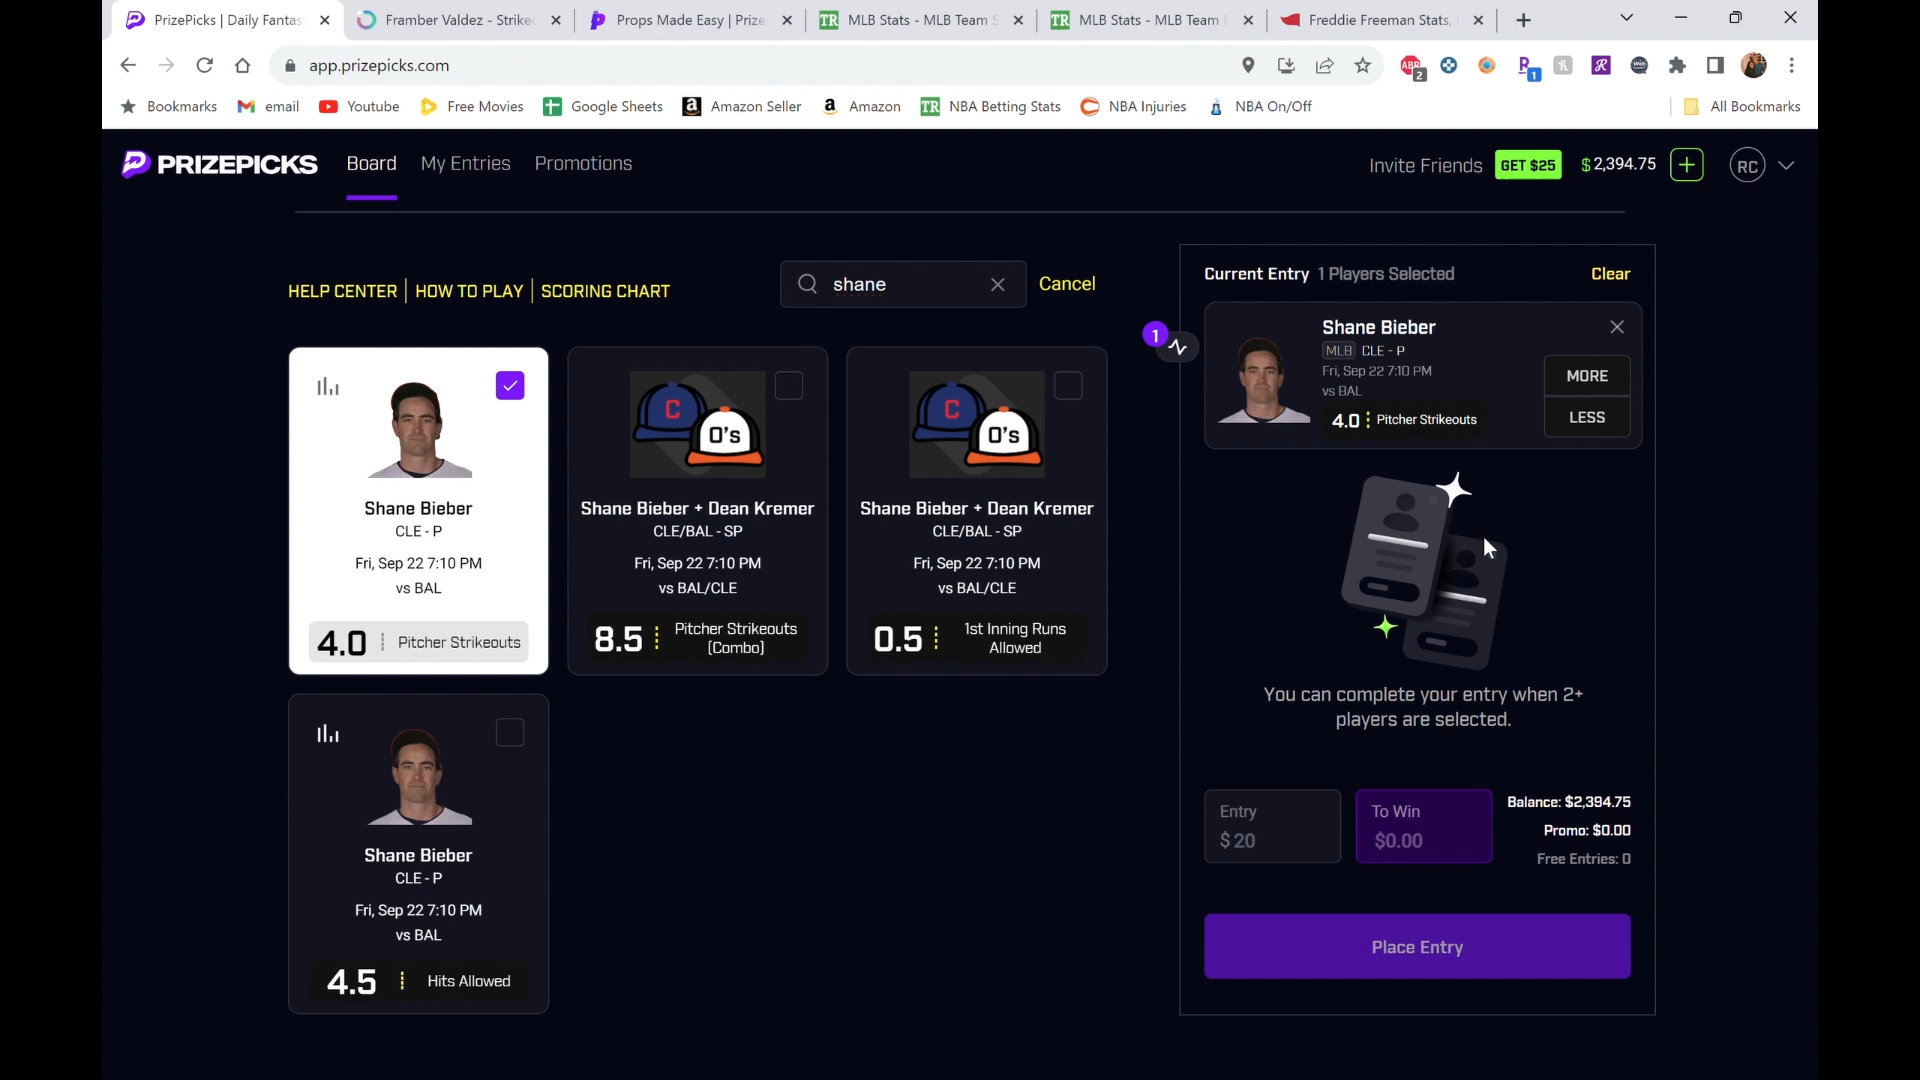 PrizePicks | Daily Fantas
Framber Valdez - Strikeo
Props Made Easy | Prize
TR MLB Stats - MLB Team S
TR MLB Stats - MLB Team
Freddie Freeman Stats,
app.prizepicks.com
ABP 2
1
Bookmarks
email
Youtube
Free Movies
Google Sheets
Amazon Seller
Amazon
TR NBA Betting Stats
NBA Injuries
NBA On/Off
All Bookmarks
PRIZEPICKS
Board
My Entries
Promotions
Invite Friends
GET $25
$2,394.75
RC
HELP CENTER
HOW TO PLAY
SCORING CHART
shane
Cancel
Shane Bieber
CLE - P
Fri, Sep 22 7:10 PM
vs BAL
4.0 Pitcher Strikeouts
C O's
Shane Bieber + Dean Kremer
CLE/BAL - SP
Fri, Sep 22 7:10 PM
vs BAL/CLE
8.5 Pitcher Strikeouts
(Combo)
C O's
Shane Bieber + Dean Kremer
CLE/BAL - SP
Fri, Sep 22 7:10 PM
vs BAL/CLE
0.5 1st Inning Runs
Allowed
Shane Bieber
CLE - P
Fri, Sep 22 7:10 PM
vs BAL
4.5 Hits Allowed
Current Entry 1 Players Selected
Clear
1
Shane Bieber
MLB CLE - P
Fri, Sep 22 7:10 PM
vs BAL
4.0 Pitcher Strikeouts
MORE
LESS
You can complete your entry when 2+
players are selected.
Entry
$ 20
To Win
$0.00
Balance: $2,394.75
Promo: $0.00
Free Entries: 0
Place Entry